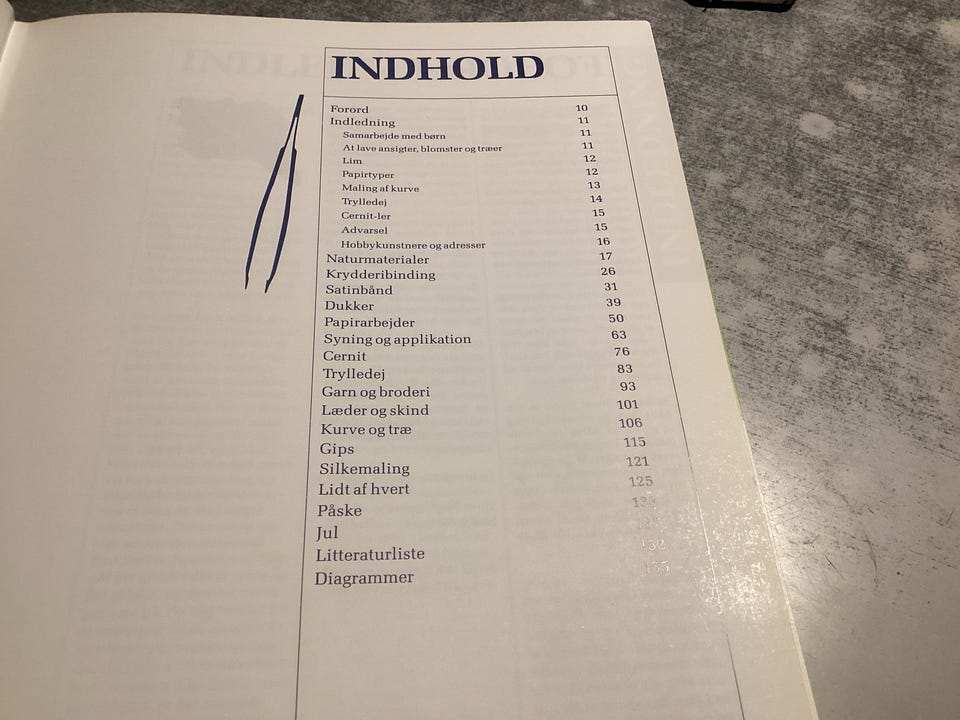 INDHOLD
Forord 10
Indledning 11
Samarbejde med børn 11
At lave ansigter, blomster og træer 11
Lim 12
Papirtyper 12
Maling af kurve 13
Trylledej 14
Cernit-ler 15
Advarsel 15
Hobbykunstnere og adresser 16
Naturmaterialer 17
Krydderibinding 26
Satinbånd 31
Dukker 39
Papirarbejder 50
Syning og applikation 63
Cernit 76
Trylledej 83
Garn og broderi 93
Læder og skind 101
Kurve og træ 106
Gips 115
Silkemaling 121
Lidt af hvert 125
Påske
Jul
Litteraturliste 152
Diagrammer